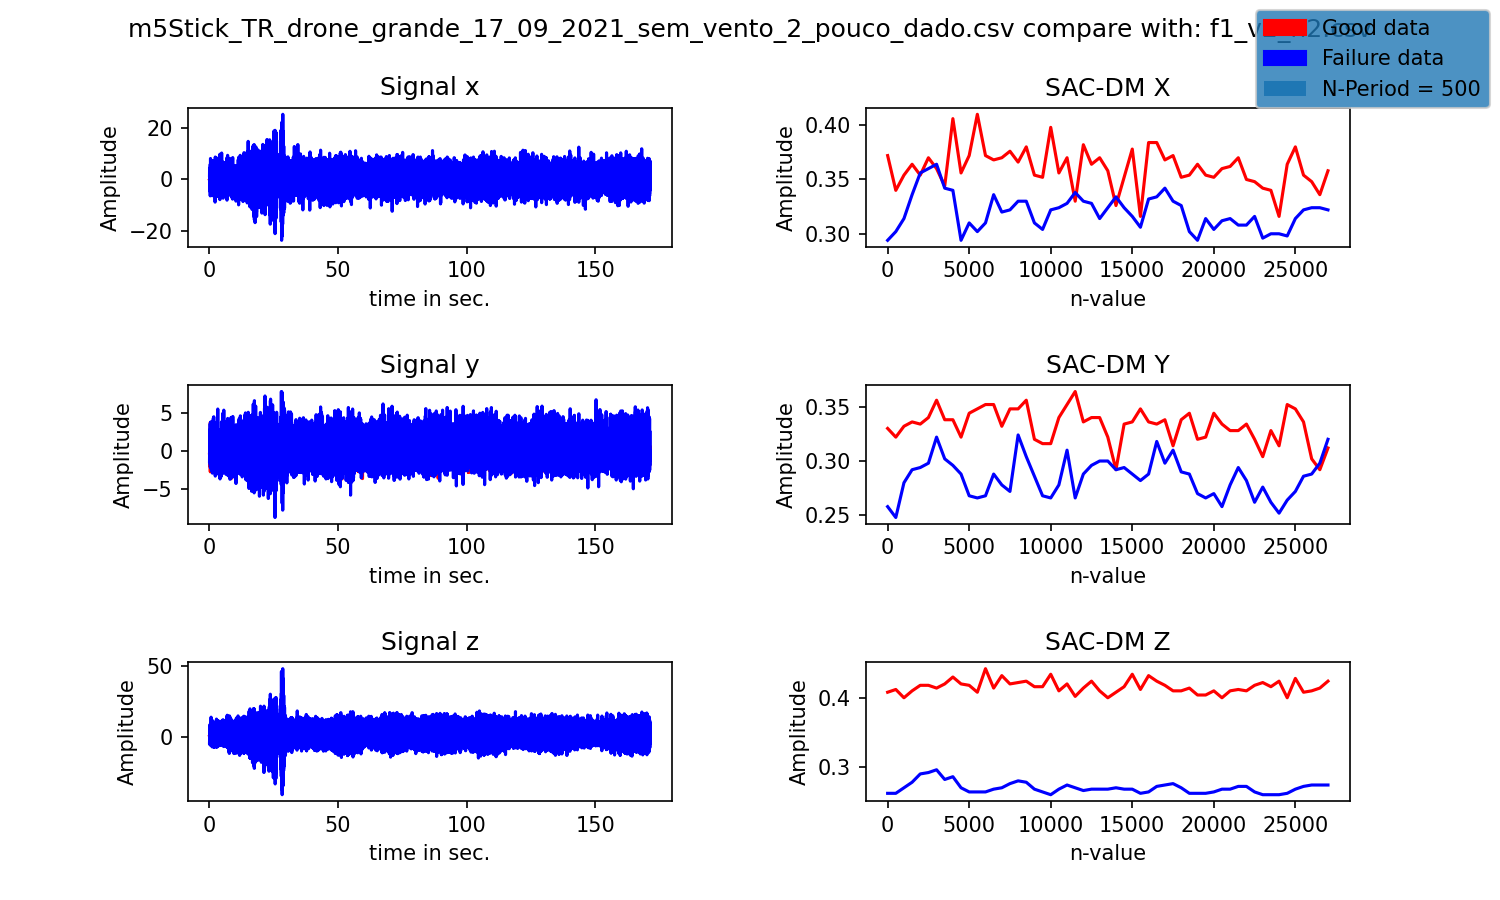 m5Stick_TR_drone_grande_17_09_2021_sem_vento_2_pouco_dado.csv compare with:
Good data
Failure data
N-Period = 500
Signal x
Amplitude
20
0
−20
0 50 100 150
time in sec.
SAC-DM X
Amplitude
0.40
0.35
0.30
0 5000 10000 15000 20000 25000
n-value
Signal y
Amplitude
5
0
−5
0 50 100 150
time in sec.
SAC-DM Y
Amplitude
0.35
0.30
0.25
0 5000 10000 15000 20000 25000
n-value
Signal z
Amplitude
50
0
0 50 100 150
time in sec.
SAC-DM Z
Amplitude
0.4
0.3
0 5000 10000 15000 20000 25000
n-value